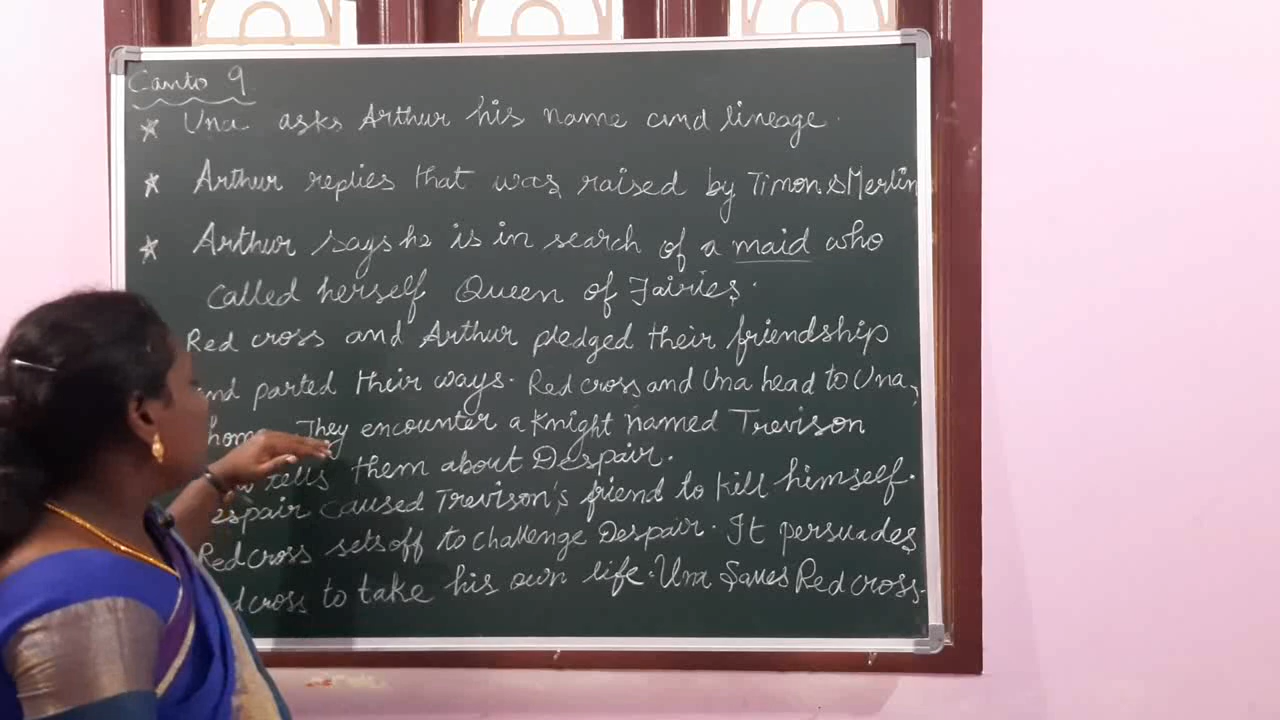 Canto 9
Una asks Arthur his name and lineage.
Arthur replies that was raised by Timon & Merlin
Arthur says he is in search of a maid who
called herself Queen of Fairies.
Red cross and Arthur pledged their friendship
and parted their ways. Red cross and Una head to Una's
They encounter a Knight named Trevison
tells them about Despair.
espair caused Trevison's friend to kill himself.
Red cross sets off to challenge Despair. It persuades
cross to take his own life. Una Saves Red cross.